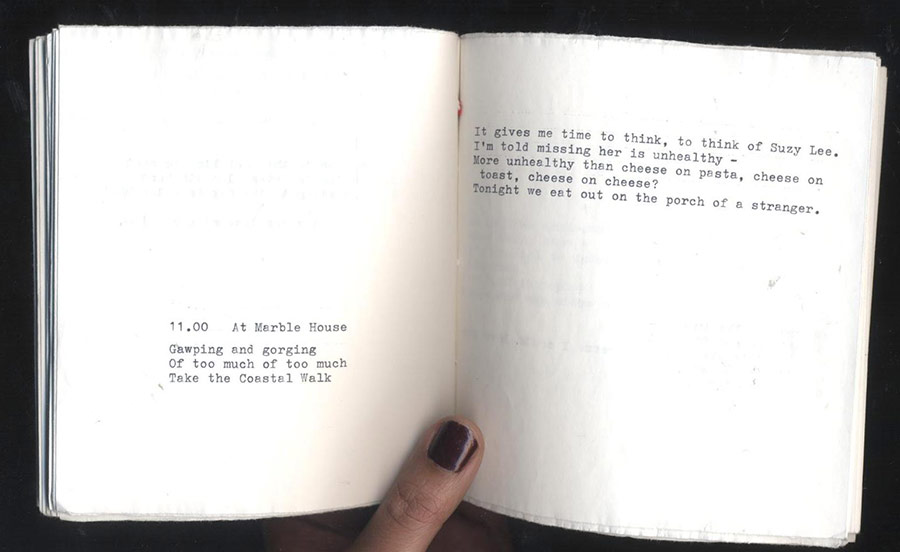 11.00 At Marble House
Gawping and gorging
Of too much of too much
Take the Coastal Walk
It gives me time to think, to think of Suzy Lee.
I'm told missing her is unhealthy -
More unhealthy than cheese on pasta, cheese on
toast, cheese on cheese?
Tonight we eat out on the porch of a stranger.